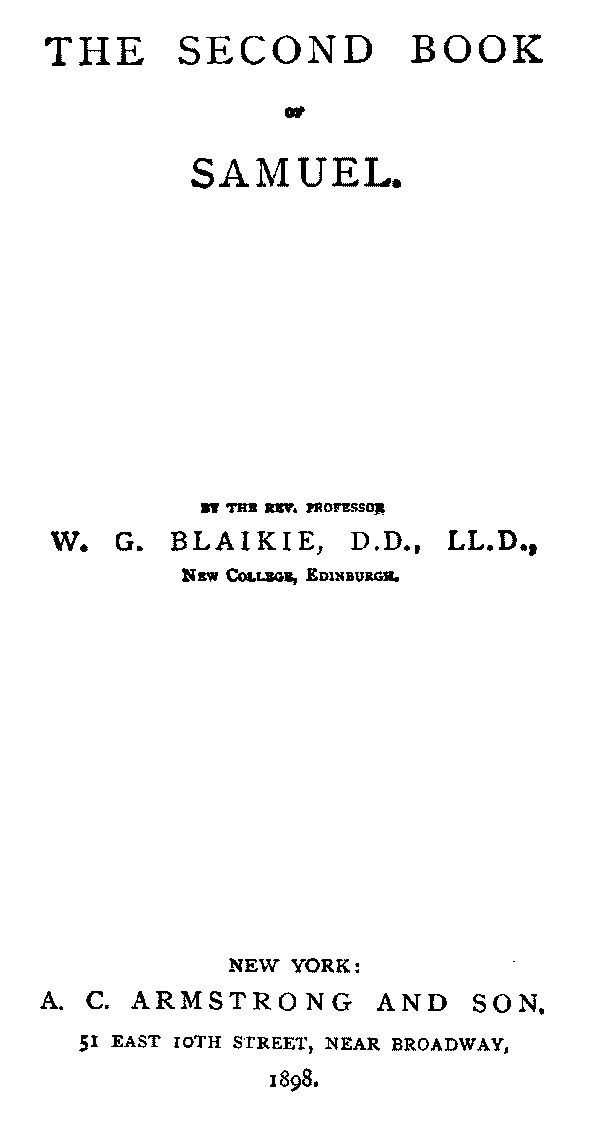 THE SECOND BOOK
OF
SAMUEL.
BY THE REV. PROFESSOR
W. G. BLAIKIE, D.D., LL.D.,
NEW COLLEGE, EDINBURGH.
NEW YORK:
A. C. ARMSTRONG AND SON,
51 EAST 10TH STREET, NEAR BROADWAY,
1898.